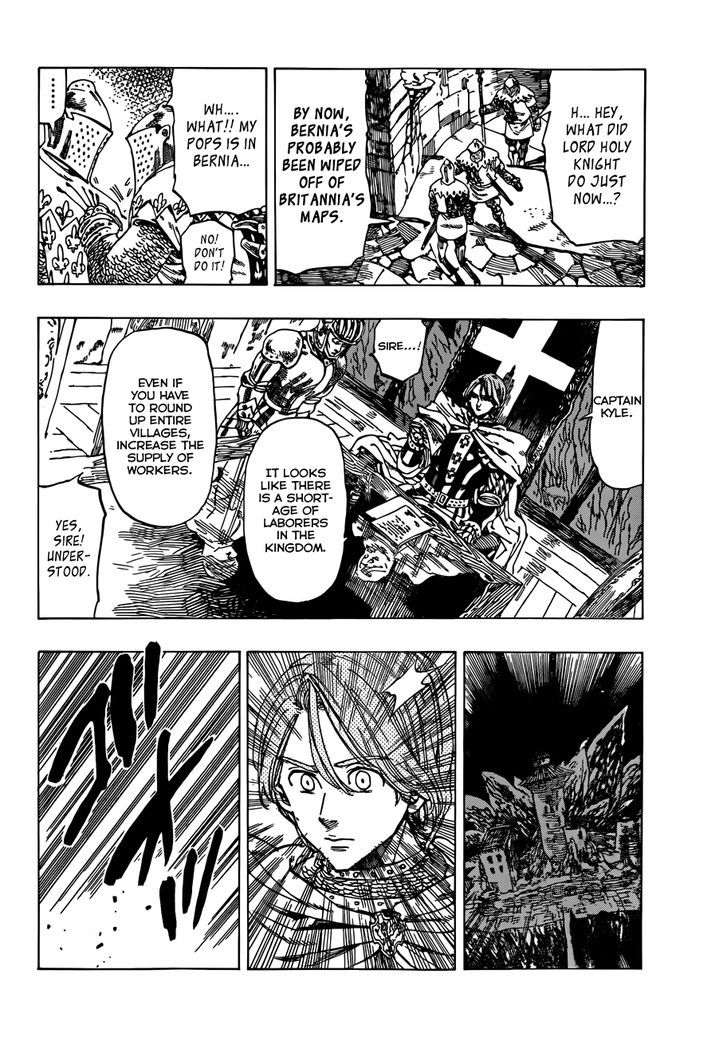 H... HEY,
WHAT DID
LORD HOLY
KNIGHT
DO JUST
NOW...?
BY NOW,
BERNIA'S
PROBABLY
BEEN WIPED
OFF OF
BRITANNIA'S
MAPS.
WH....
WHAT!! MY
POPS IS IN
BERNIA...
NO!
DON'T
DO IT!
......
CAPTAIN
KYLE.
SIRE...!
IT LOOKS
LIKE THERE
IS A SHORT-
AGE OF
LABORERS
IN THE
KINGDOM.
EVEN IF
YOU HAVE
TO ROUND
UP ENTIRE
VILLAGES,
INCREASE THE
SUPPLY OF
WORKERS.
YES,
SIRE!
UNDER-
STOOD.